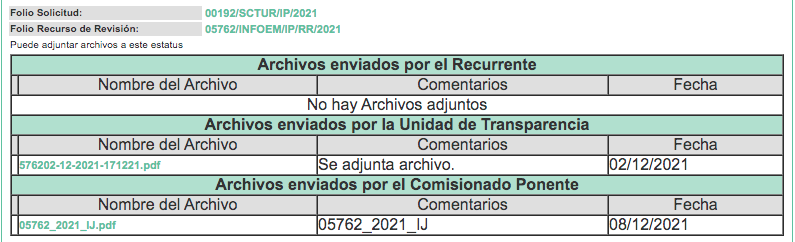 Folio Solicitud: 00192/SCTUR/IP/2021
Folio Recurso de Revisión: 05762/INFOEM/IP/RR/2021
Puede adjuntar archivos a este estatus
Archivos enviados por el Recurrente
Nombre del Archivo Comentarios Fecha
No hay Archivos adjuntos
Archivos enviados por la Unidad de Transparencia
Nombre del Archivo Comentarios Fecha
576202-12-2021-171221.pdf Se adjunta archivo. 02/12/2021
Archivos enviados por el Comisionado Ponente
Nombre del Archivo Comentarios Fecha
05762_2021_IJ.pdf 05762_2021_IJ 08/12/2021